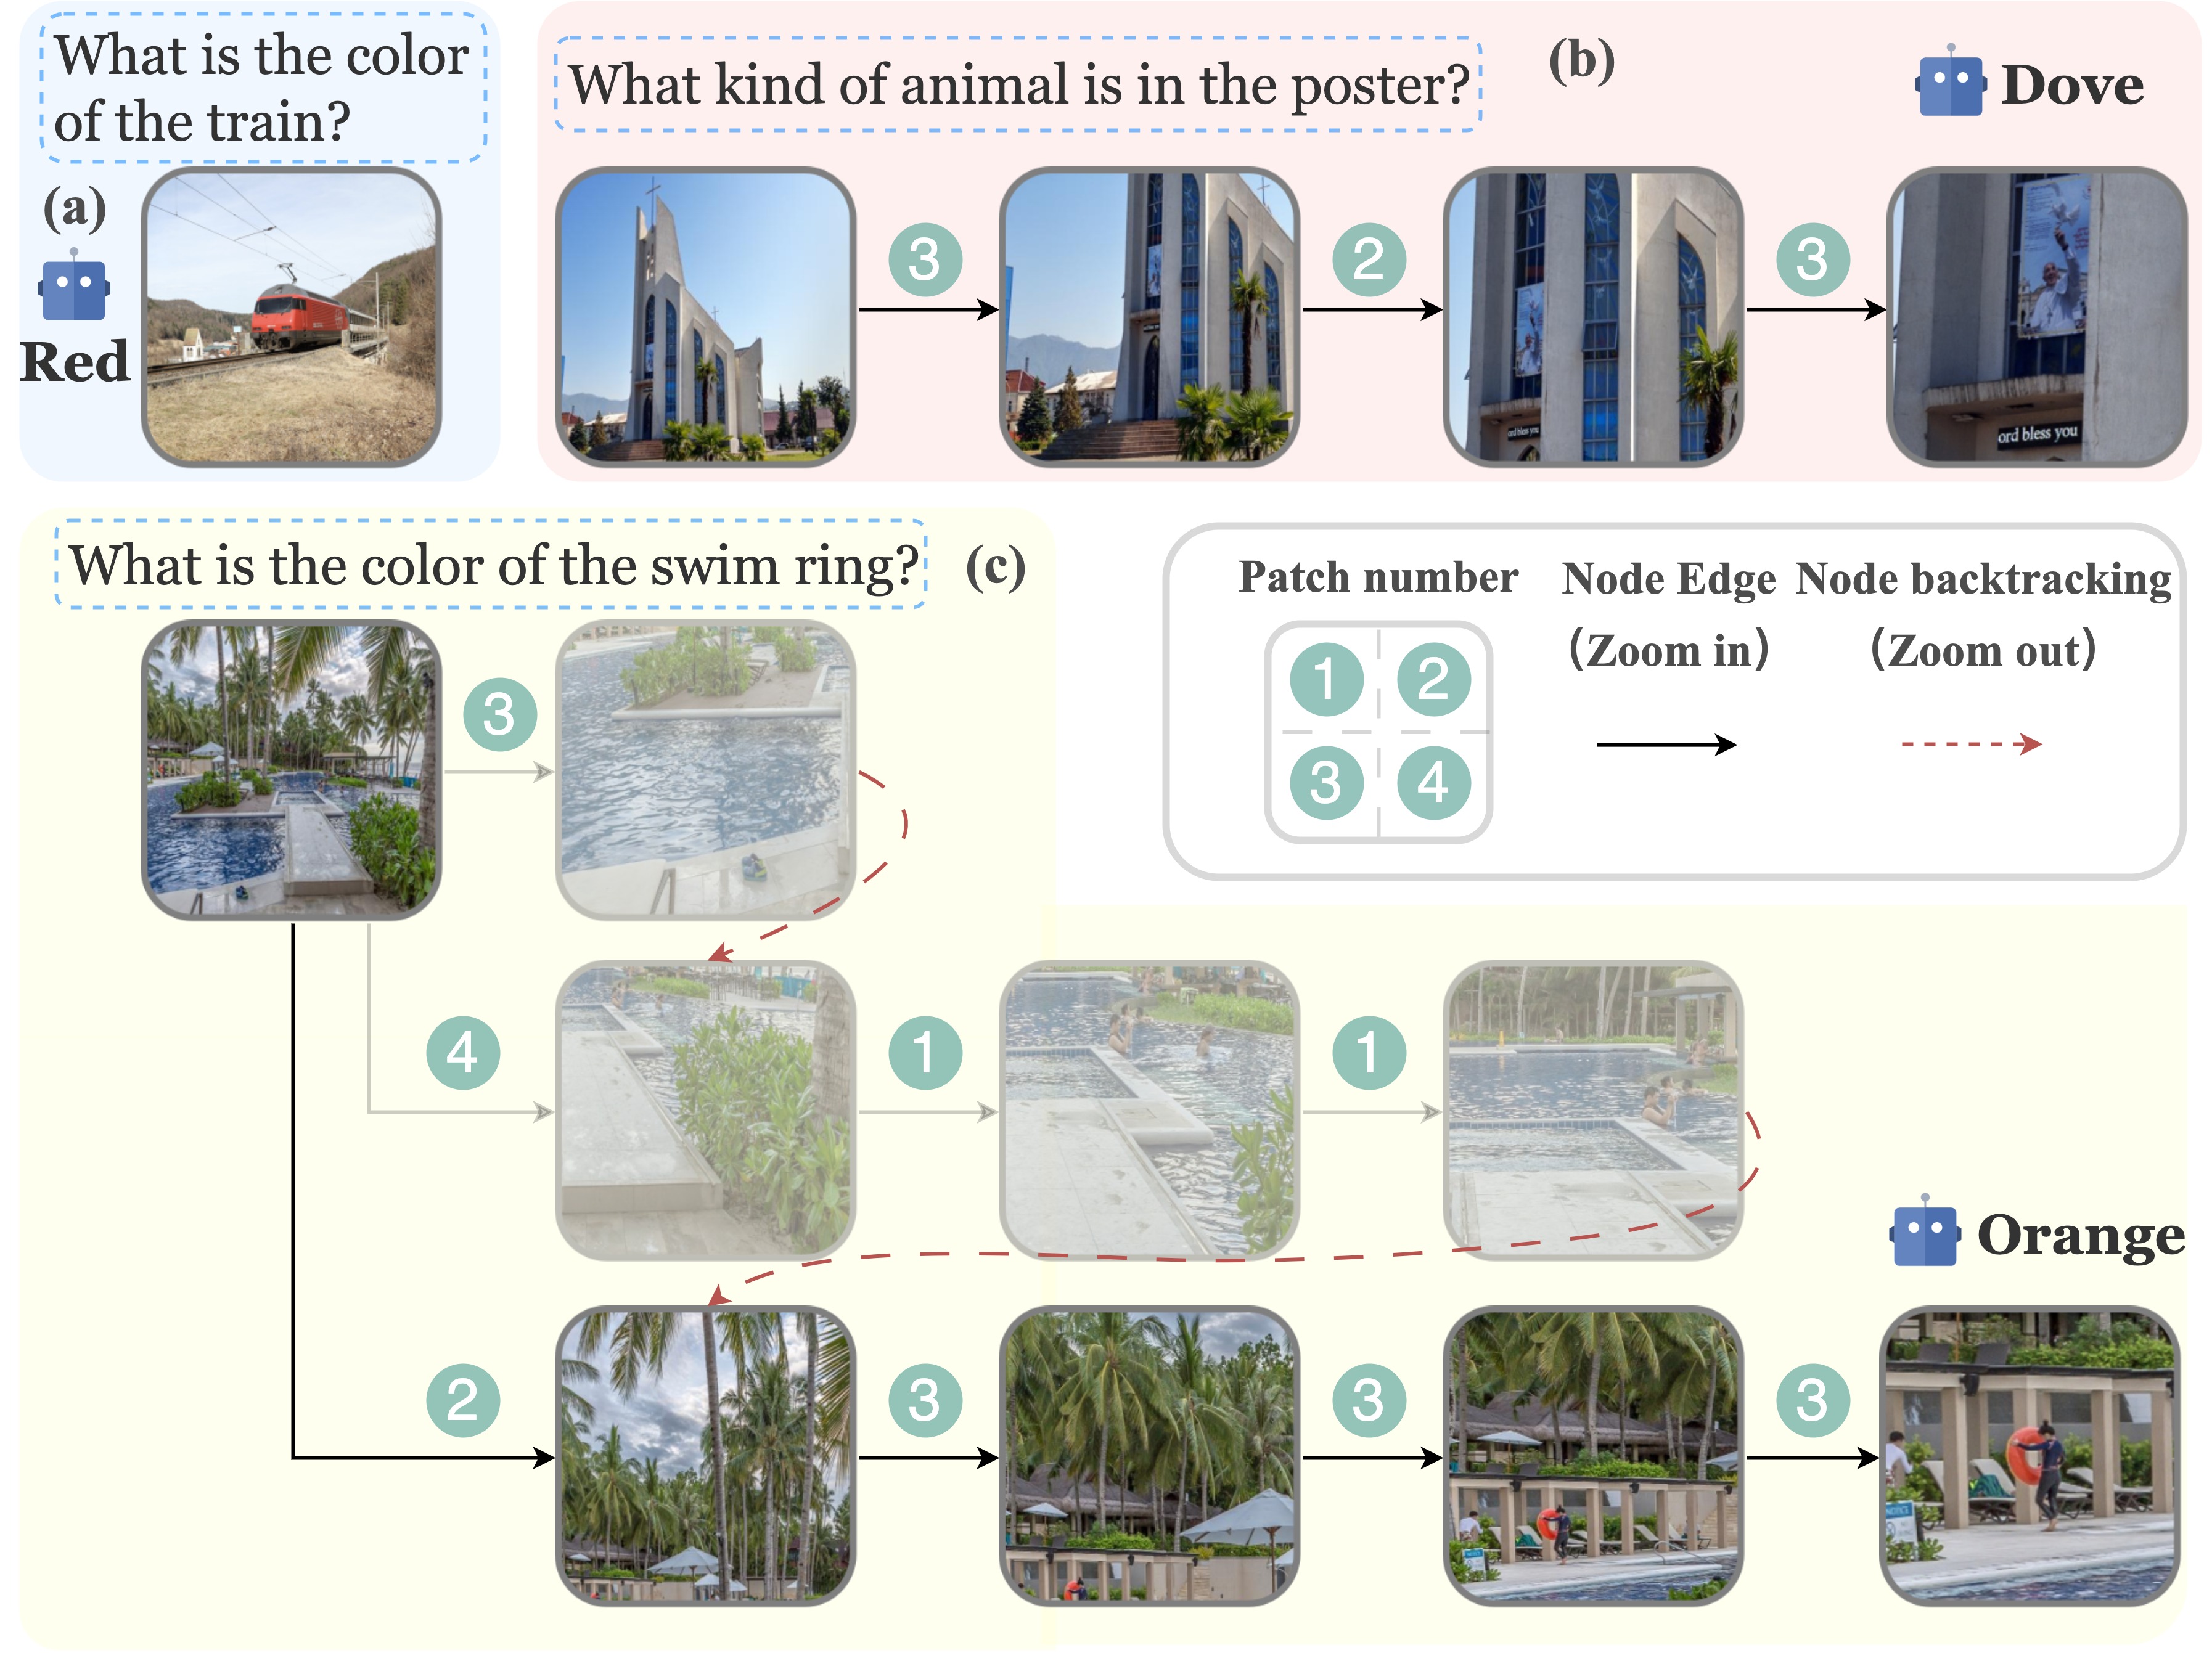 What is the color
of the train?
(a)
Red
What kind of animal is in the poster?
(b)
Dove
3
2
3
ord bless you
ord bless you
What is the color of the swim ring?
(c)
Patch number
1
2
3
4
Node Edge
(Zoom in)
Node backtracking
(Zoom out)
3
4
1
1
Orange
2
3
3
3